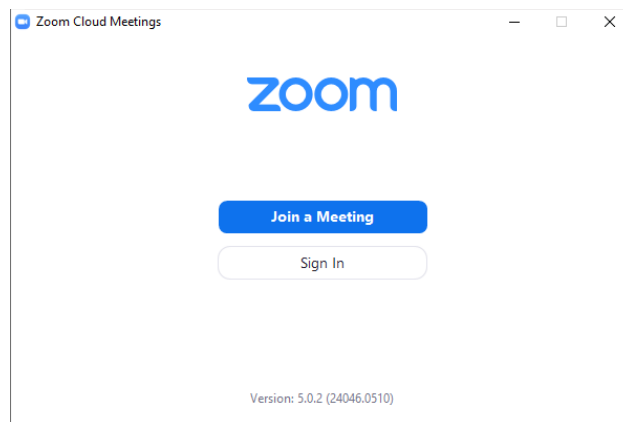 Zoom Cloud Meetings
zoom
Join a Meeting
Sign In
Version: 5.0.2 (24046.0510)